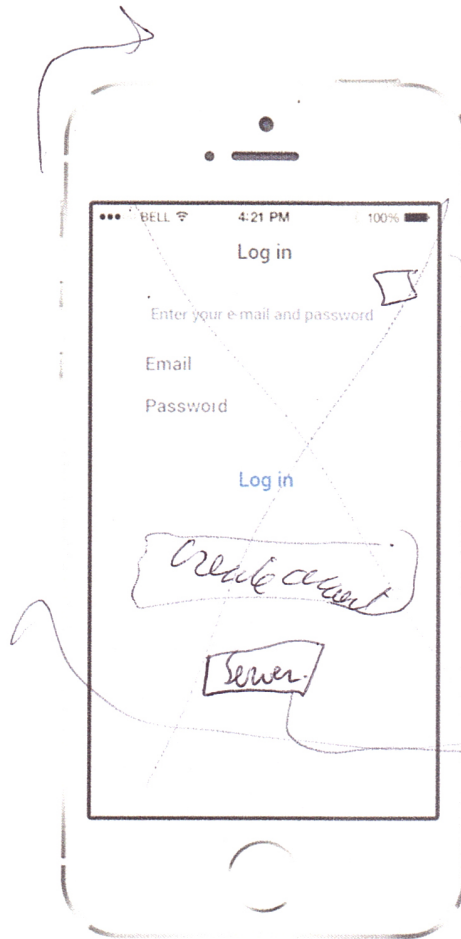 BELL 4:21 PM 100%
Log in
Enter your e-mail and password
Email
Password
Log in
create account
Server.